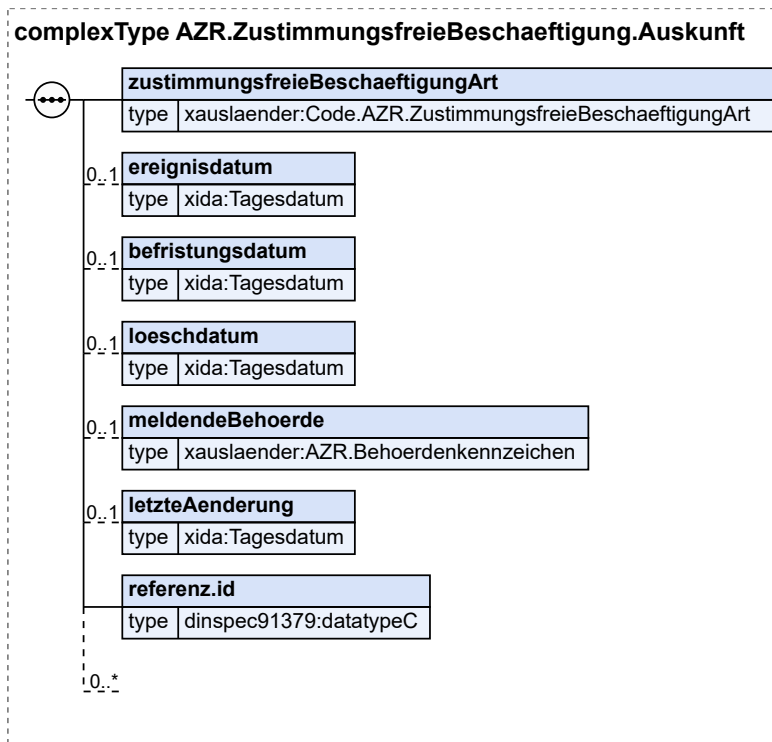 complexType AZR.ZustimmungsfreieBeschaeftigung.Auskunft
zustimmungsfreieBeschaeftigungArt
type xauslaender:Code.AZR.ZustimmungsfreieBeschaeftigungArt
0..1 ereignisdatum
type xida:Tagesdatum
0..1 befristungsdatum
type xida:Tagesdatum
0..1 loeschdatum
type xida:Tagesdatum
0..1 meldendeBehoerde
type xauslaender:AZR.Behoerdenkennzeichen
0..1 letzteAenderung
type xida:Tagesdatum
referenz.id
type dinspec91379:datatypeC
0..*